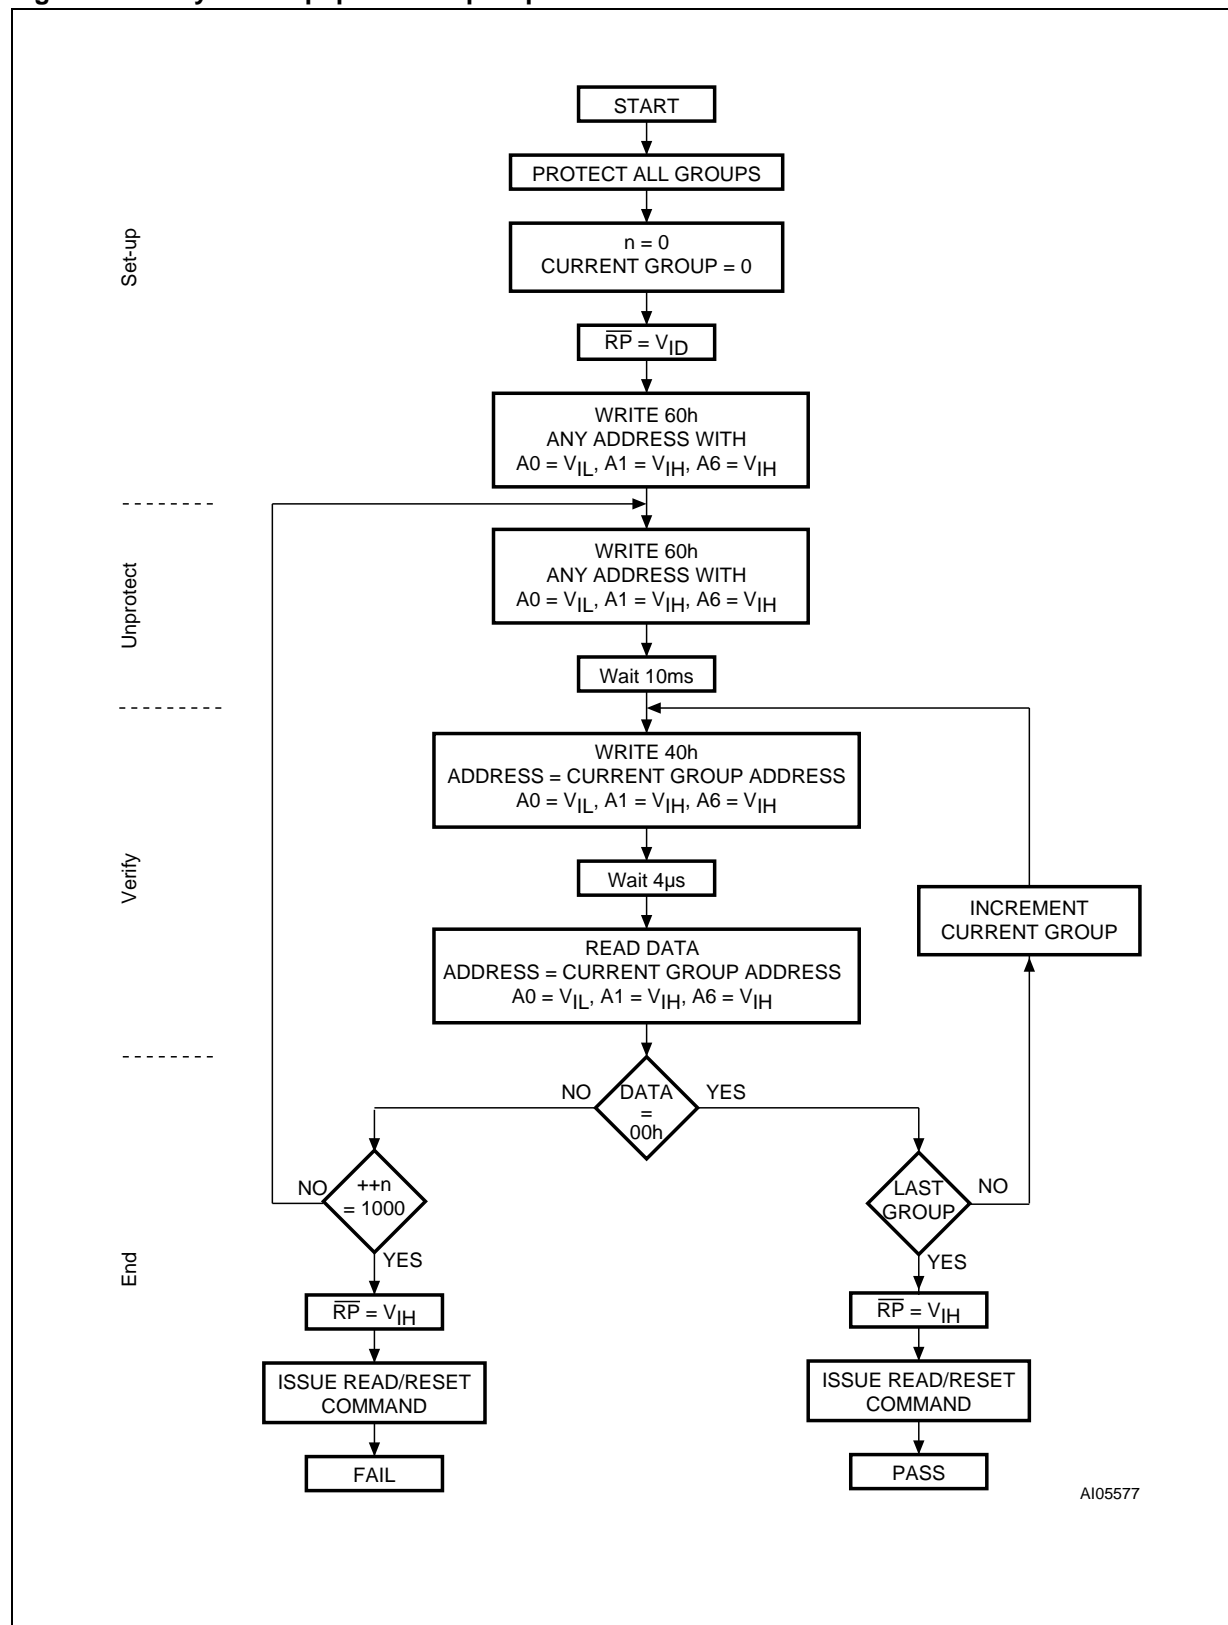 START
PROTECT ALL GROUPS
Set-up
n = 0
CURRENT GROUP = 0
RP = VID
WRITE 60h
ANY ADDRESS WITH
A0 = VIL, A1 = VIH, A6 = VIH
Unprotect
WRITE 60h
ANY ADDRESS WITH
A0 = VIL, A1 = VIH, A6 = VIH
Wait 10ms
Verify
WRITE 40h
ADDRESS = CURRENT GROUP ADDRESS
A0 = VIL, A1 = VIH, A6 = VIH
Wait 4µs
INCREMENT
CURRENT GROUP
READ DATA
ADDRESS = CURRENT GROUP ADDRESS
A0 = VIL, A1 = VIH, A6 = VIH
End
NO
DATA
=
00h
YES
NO
++n
= 1000
YES
LAST
GROUP
NO
YES
RP = VIH
RP = VIH
ISSUE READ/RESET
COMMAND
ISSUE READ/RESET
COMMAND
FAIL
PASS
AI05577